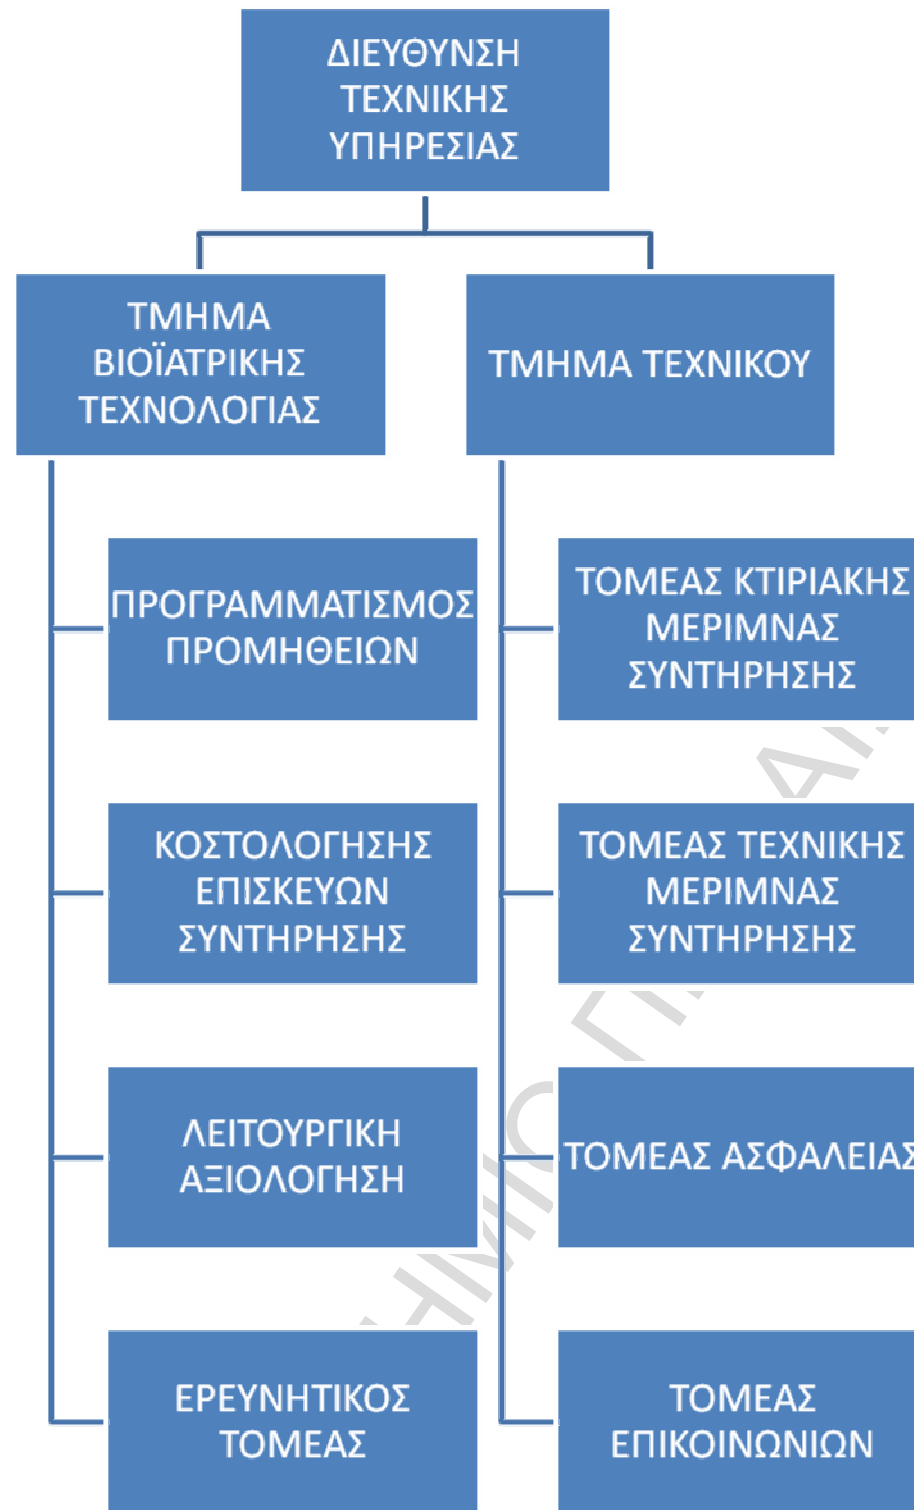 ΔΙΕΥΘΥΝΣΗ
ΤΕΧΝΙΚΗΣ
ΥΠΗΡΕΣΙΑΣ
ΤΜΗΜΑ
ΒΙΟΪΑΤΡΙΚΗΣ
ΤΕΧΝΟΛΟΓΙΑΣ
ΠΡΟΓΡΑΜΜΑΤΙΣΜΟΣ
ΠΡΟΜΗΘΕΙΩΝ
ΚΟΣΤΟΛΟΓΗΣΗΣ
ΕΠΙΣΚΕΥΩΝ
ΣΥΝΤΗΡΗΣΗΣ
ΛΕΙΤΟΥΡΓΙΚΗ
ΑΞΙΟΛΟΓΗΣΗ
ΕΡΕΥΝΗΤΙΚΟΣ
ΤΟΜΕΑΣ
ΤΜΗΜΑ ΤΕΧΝΙΚΟΥ
ΤΟΜΕΑΣ ΚΤΙΡΙΑΚΗΣ
ΜΕΡΙΜΝΑΣ
ΣΥΝΤΗΡΗΣΗΣ
ΤΟΜΕΑΣ ΤΕΧΝΙΚΗΣ
ΜΕΡΙΜΝΑΣ
ΣΥΝΤΗΡΗΣΗΣ
ΤΟΜΕΑΣ ΑΣΦΑΛΕΙΑΣ
ΤΟΜΕΑΣ
ΕΠΙΚΟΙΝΩΝΙΩΝ